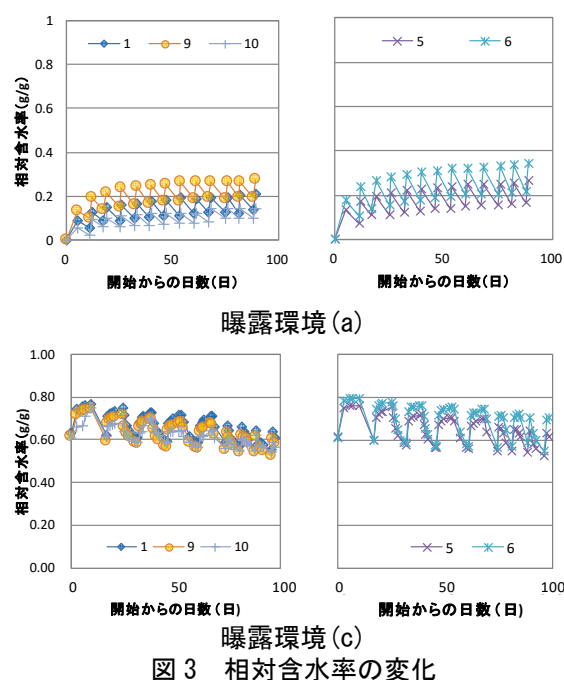 相対含水率(g/g)
1
0.8
0.6
0.4
0.2
0
1 9 10
5 6
0 50 100
0 50 100
開始からの日数(日)
開始からの日数(日)
曝露環境(a)
相対含水率(g/g)
1.00
0.80
0.60
0.40
0.20
0.00
1 9 10
5 6
0 50 100
0 50 100
開始からの日数(日)
開始からの日数(日)
曝露環境(c)
図3 相対含水率の変化